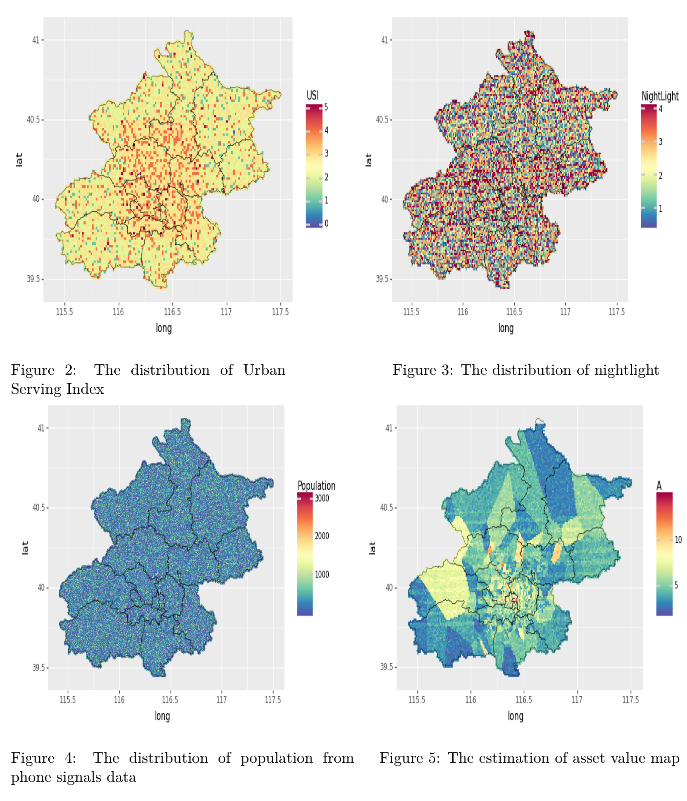 41
40.5
40
39.5
lat
115.5 116 116.5 117 117.5
long
USI
5
4
3
2
1
0
41
40.5
40
39.5
lat
115.5 116 116.5 117 117.5
long
NightLight
4
3
2
1
Figure 2: The distribution of Urban
Serving Index
Figure 3: The distribution of nightlight
41
40.5
40
39.5
lat
115.5 116 116.5 117 117.5
long
Population
3000
2000
1000
41
40.5
40
39.5
lat
115.5 116 116.5 117 117.5
long
A
10
5
Figure 4: The distribution of population from
phone signals data
Figure 5: The estimation of asset value map